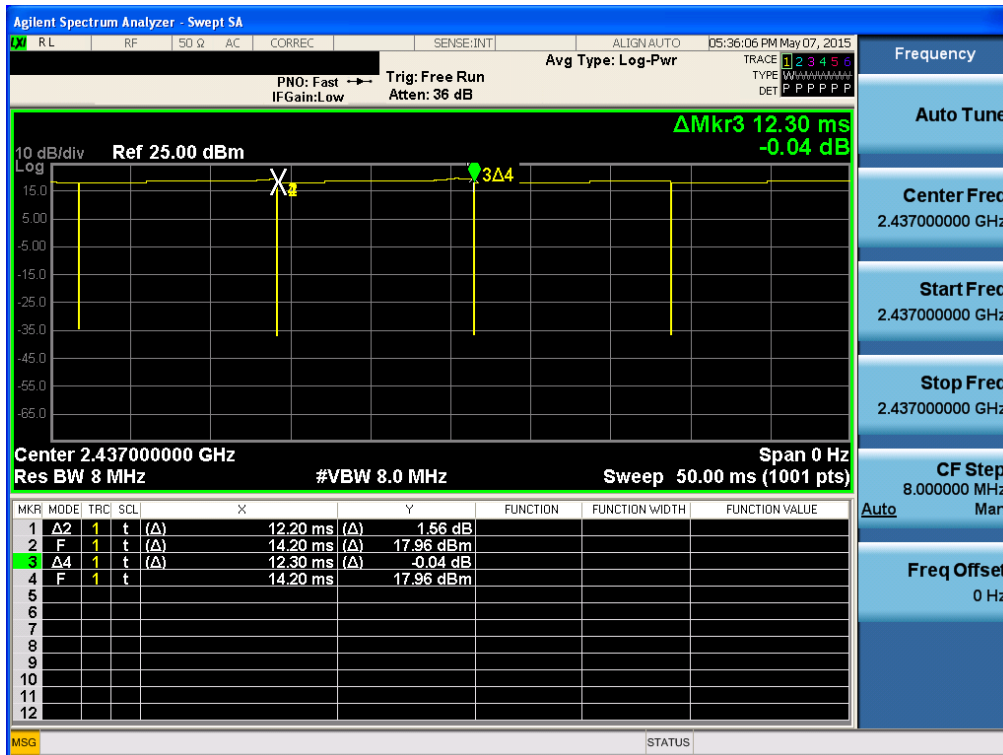 Agilent Spectrum Analyzer - Swept SA
LXI RL RF 50 Ω AC CORREC SENSE:INT ALIGN AUTO 05:36:06 PM May 07, 2015
Frequency
Avg Type: Log-Pwr
TRACE 1 2 3 4 5 6
PNO: Fast
Trig: Free Run
TYPE
IFGain:Low
Atten: 36 dB
DET P P P P P P
Auto Tune
ΔMkr3 12.30 ms
-0.04 dB
10 dB/div Ref 25.00 dBm
Log
3Δ4
15.0
5.00
-5.00
-15.0
-25.0
-35.0
-45.0
-55.0
-65.0
Center 2.437000000 GHz Span 0 Hz
Res BW 8 MHz #VBW 8.0 MHz Sweep 50.00 ms (1001 pts)
Center Freq
2.437000000 GHz
Start Freq
2.437000000 GHz
Stop Freq
2.437000000 GHz
CF Step
8.000000 MHz
Auto Man
Freq Offset
0 Hz
MKR MODE TRC SCL X Y FUNCTION FUNCTION WIDTH FUNCTION VALUE
1 Δ2 1 t (Δ) 12.20 ms (Δ) 1.56 dB
2 F 1 t (Δ) 14.20 ms (Δ) 17.96 dBm
3 Δ4 1 t (Δ) 12.30 ms (Δ) -0.04 dB
4 F 1 t 14.20 ms 17.96 dBm
5
6
7
8
9
10
11
12
MSG STATUS